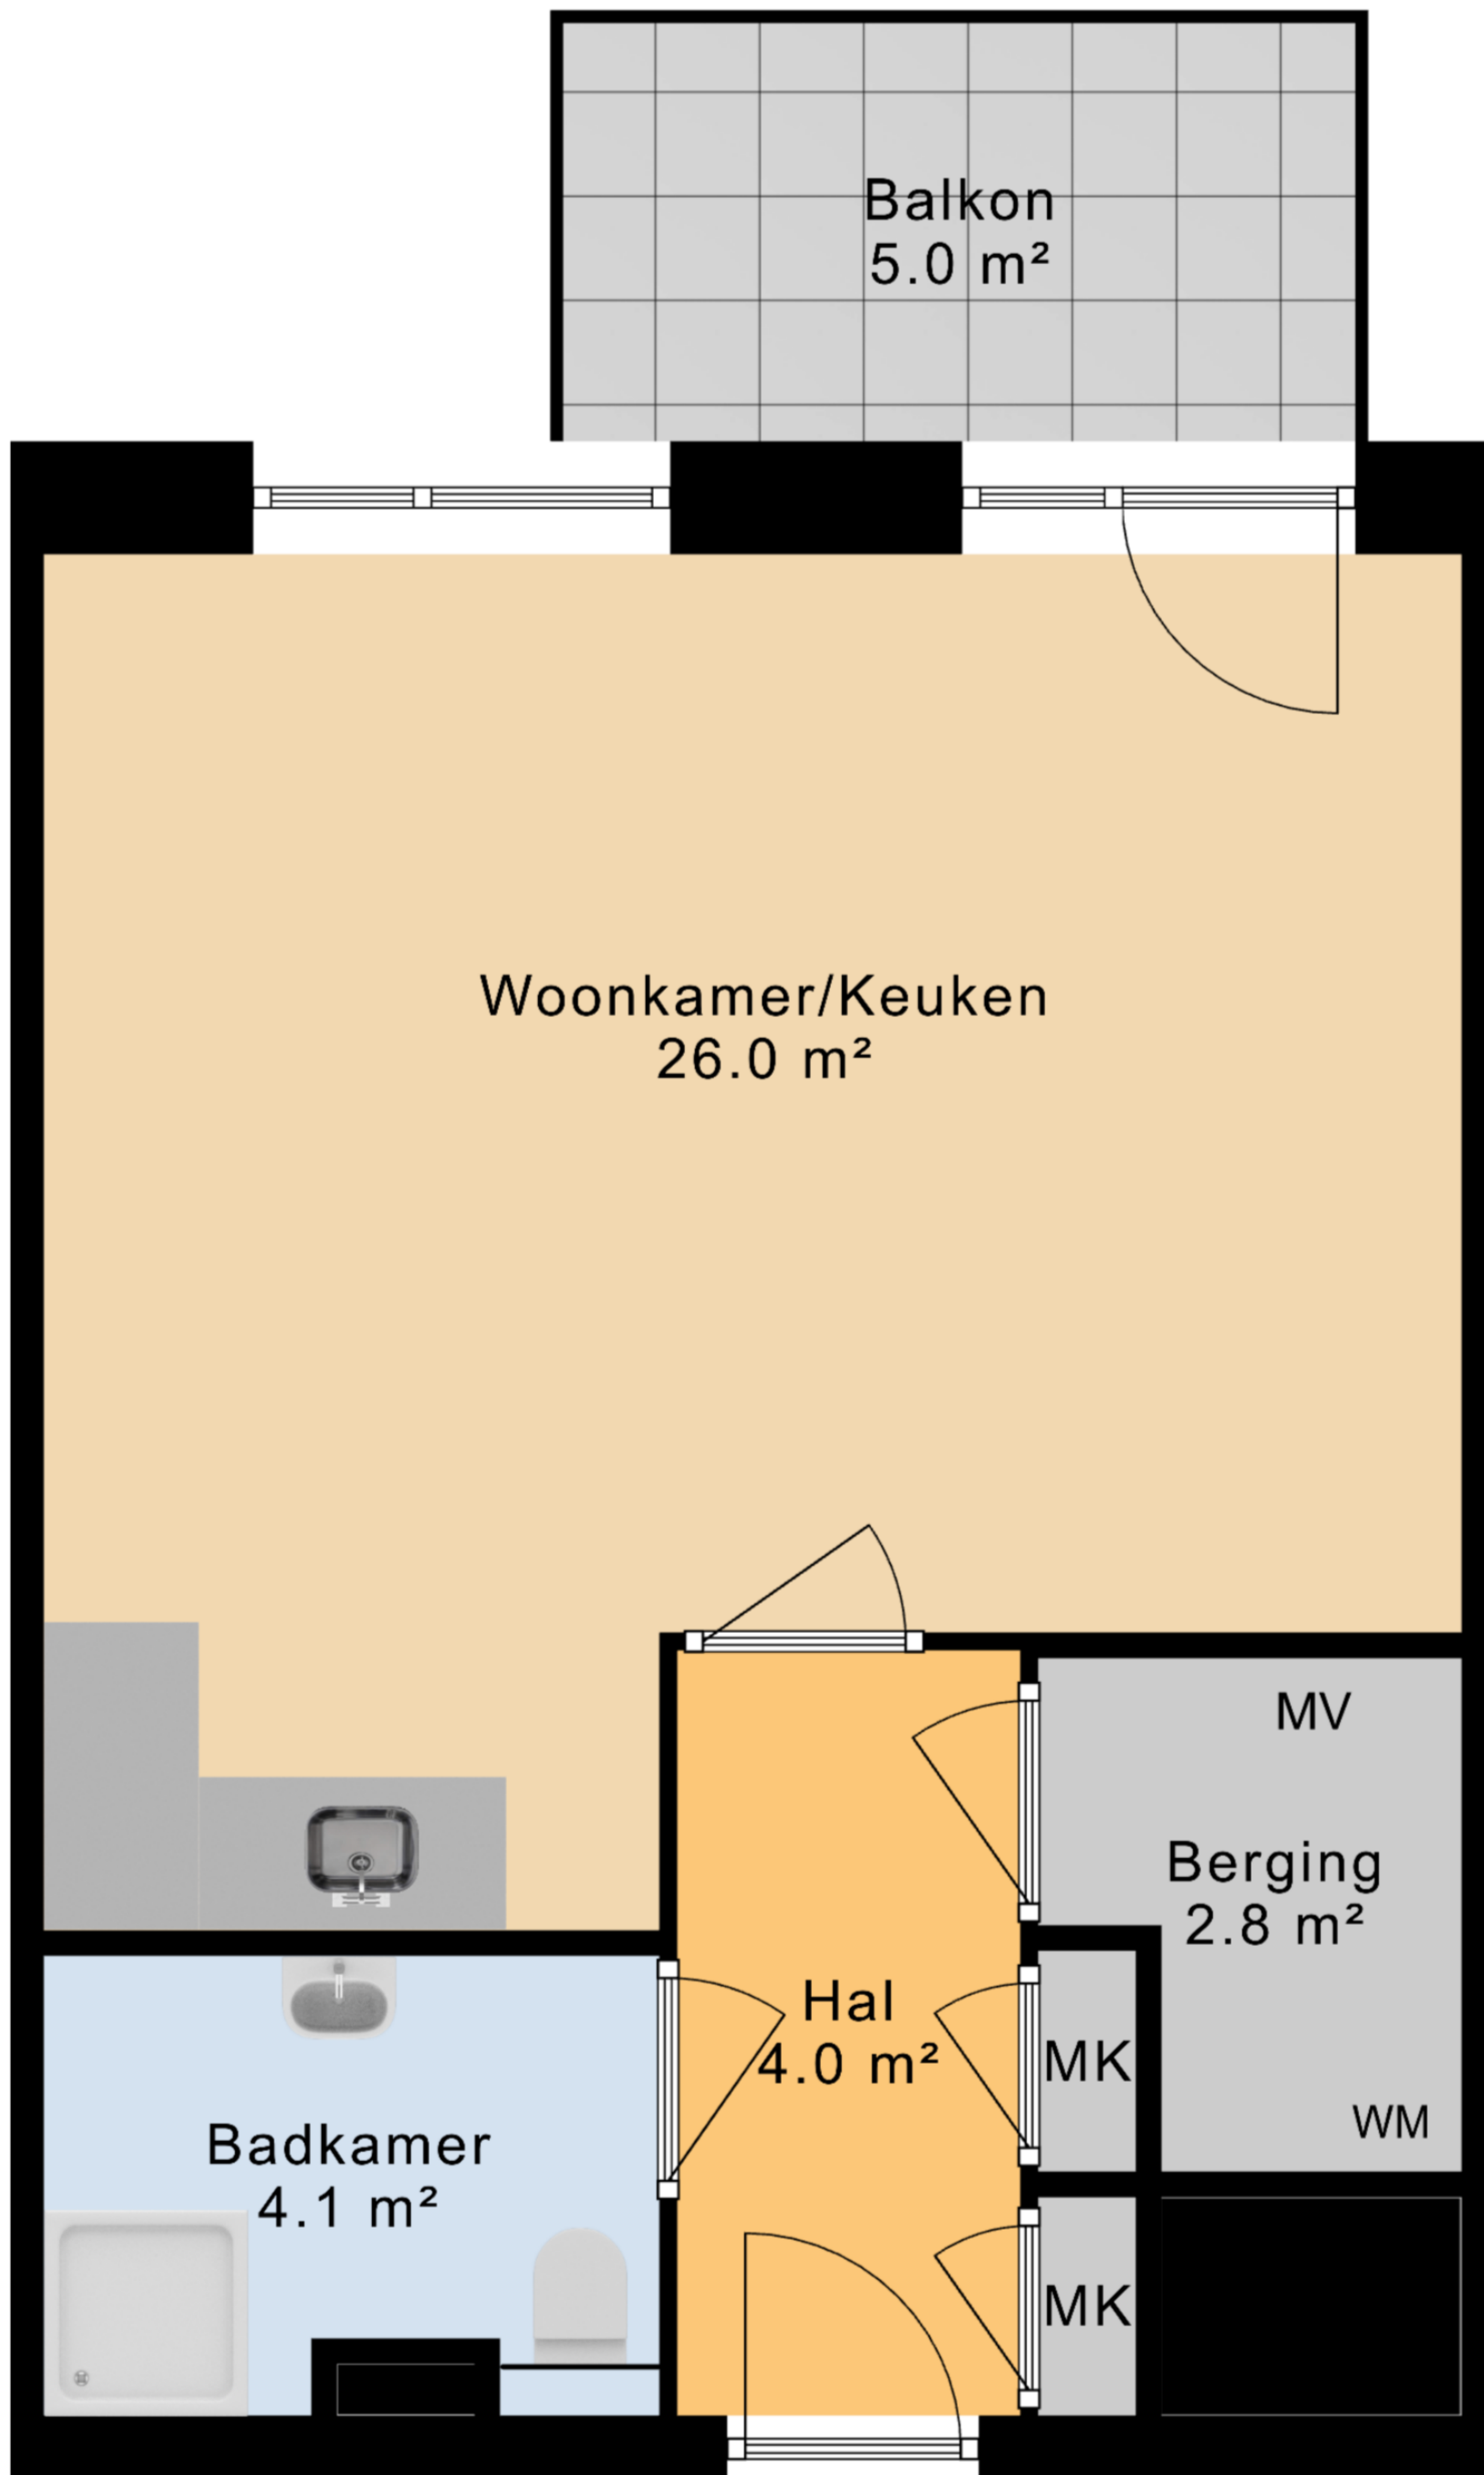 Balkon
5.0 m²
Woonkamer/Keuken
26.0 m²
MV
Berging
2.8 m²
Hal
4.0 m²
MK
WM
Badkamer
4.1 m²
MK